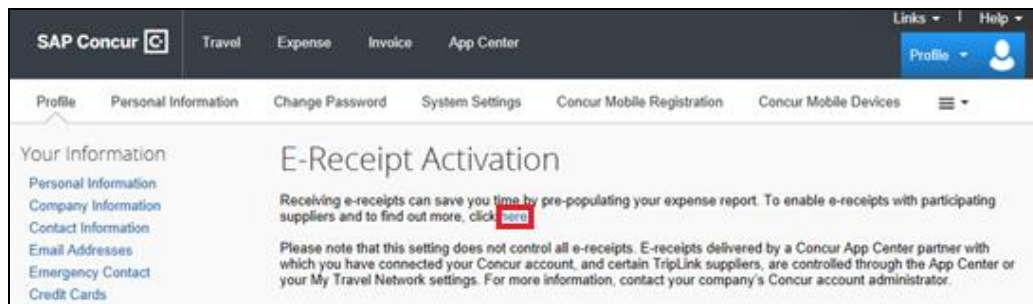 Links | Help
SAP Concur C Travel Expense Invoice App Center
Profile
Profile Personal Information Change Password System Settings Concur Mobile Registration Concur Mobile Devices
Your Information
Personal Information
Company Information
Contact Information
Email Addresses
Emergency Contact
Credit Cards
E-Receipt Activation
Receiving e-receipts can save you time by pre-populating your expense report. To enable e-receipts with participating
suppliers and to find out more, click here
Please note that this setting does not control all e-receipts. E-receipts delivered by a Concur App Center partner with
which you have connected your Concur account, and certain TripLink suppliers, are controlled through the App Center or
your My Travel Network settings. For more information, contact your company's Concur account administrator.